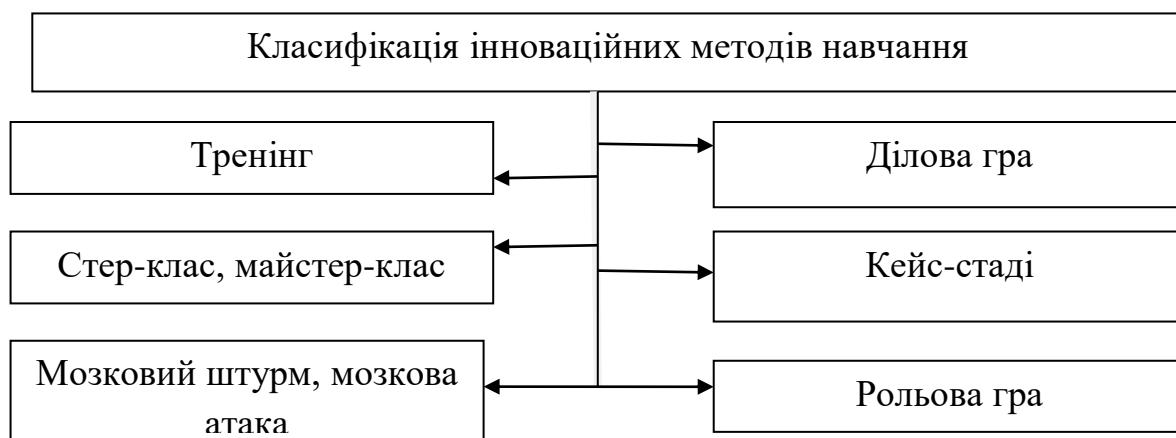 Класифікація інноваційних методів навчання
Тренінг
Ділова гра
Стер-клас, майстер-клас
Кейс-стаді
Мозковий штурм, мозкова
атака
Рольова гра